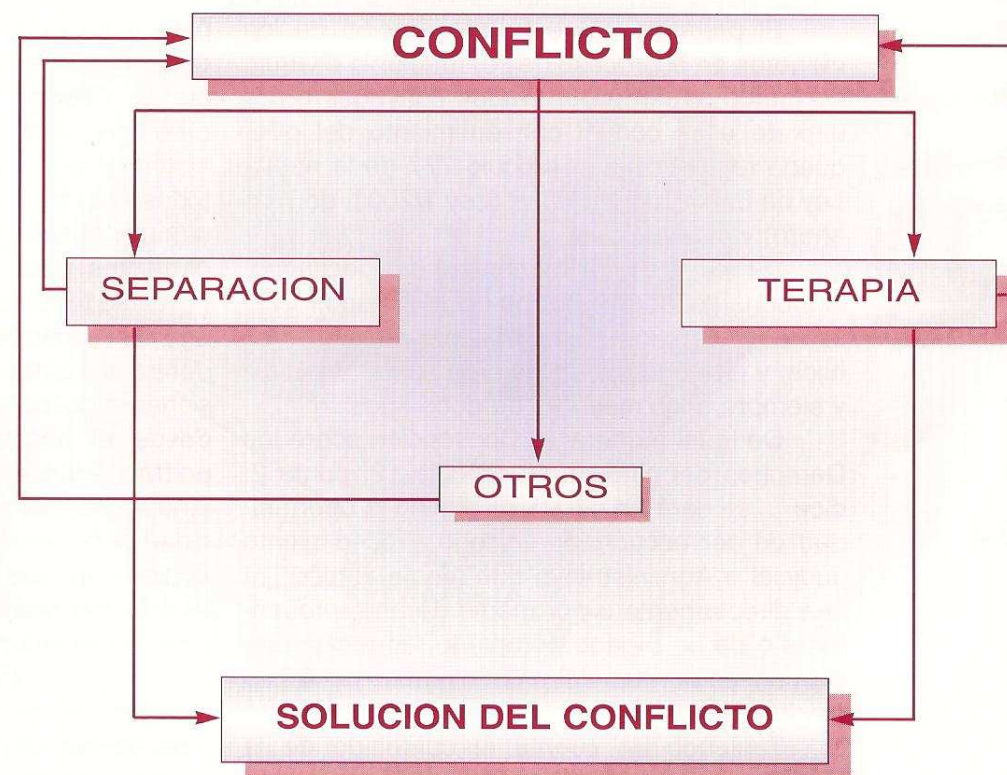 CONFLICTO
SEPARACION
TERAPIA
OTROS
SOLUCION DEL CONFLICTO